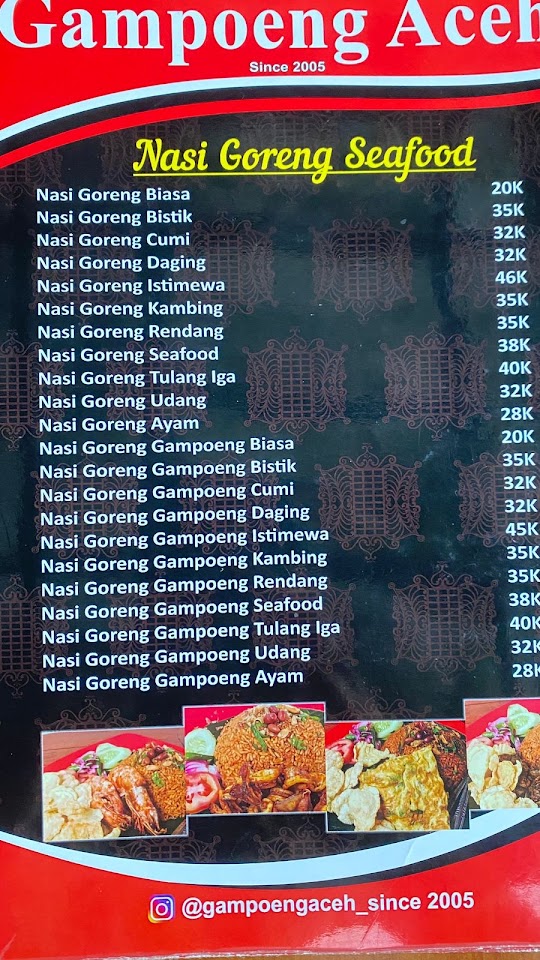 Gampoeng Aceh
Since 2005
Nasi Goreng Seafood
Nasi Goreng Biasa 20K
Nasi Goreng Bistik 35K
Nasi Goreng Cumi 32K
Nasi Goreng Daging 32K
Nasi Goreng Istimewa 46K
Nasi Goreng Kambing 35K
Nasi Goreng Rendang 35K
Nasi Goreng Seafood 38K
Nasi Goreng Tulang Iga 40K
Nasi Goreng Udang 32K
Nasi Goreng Ayam 28K
Nasi Goreng Gampoeng Biasa 20K
Nasi Goreng Gampoeng Bistik 35K
Nasi Goreng Gampoeng Cumi 32K
Nasi Goreng Gampoeng Daging 32K
Nasi Goreng Gampoeng Istimewa 45K
Nasi Goreng Gampoeng Kambing 35K
Nasi Goreng Gampoeng Rendang 35K
Nasi Goreng Gampoeng Seafood 38K
Nasi Goreng Gampoeng Tulang Iga 40K
Nasi Goreng Gampoeng Udang 32K
Nasi Goreng Gampoeng Ayam 28K
@gampoengaceh_since 2005